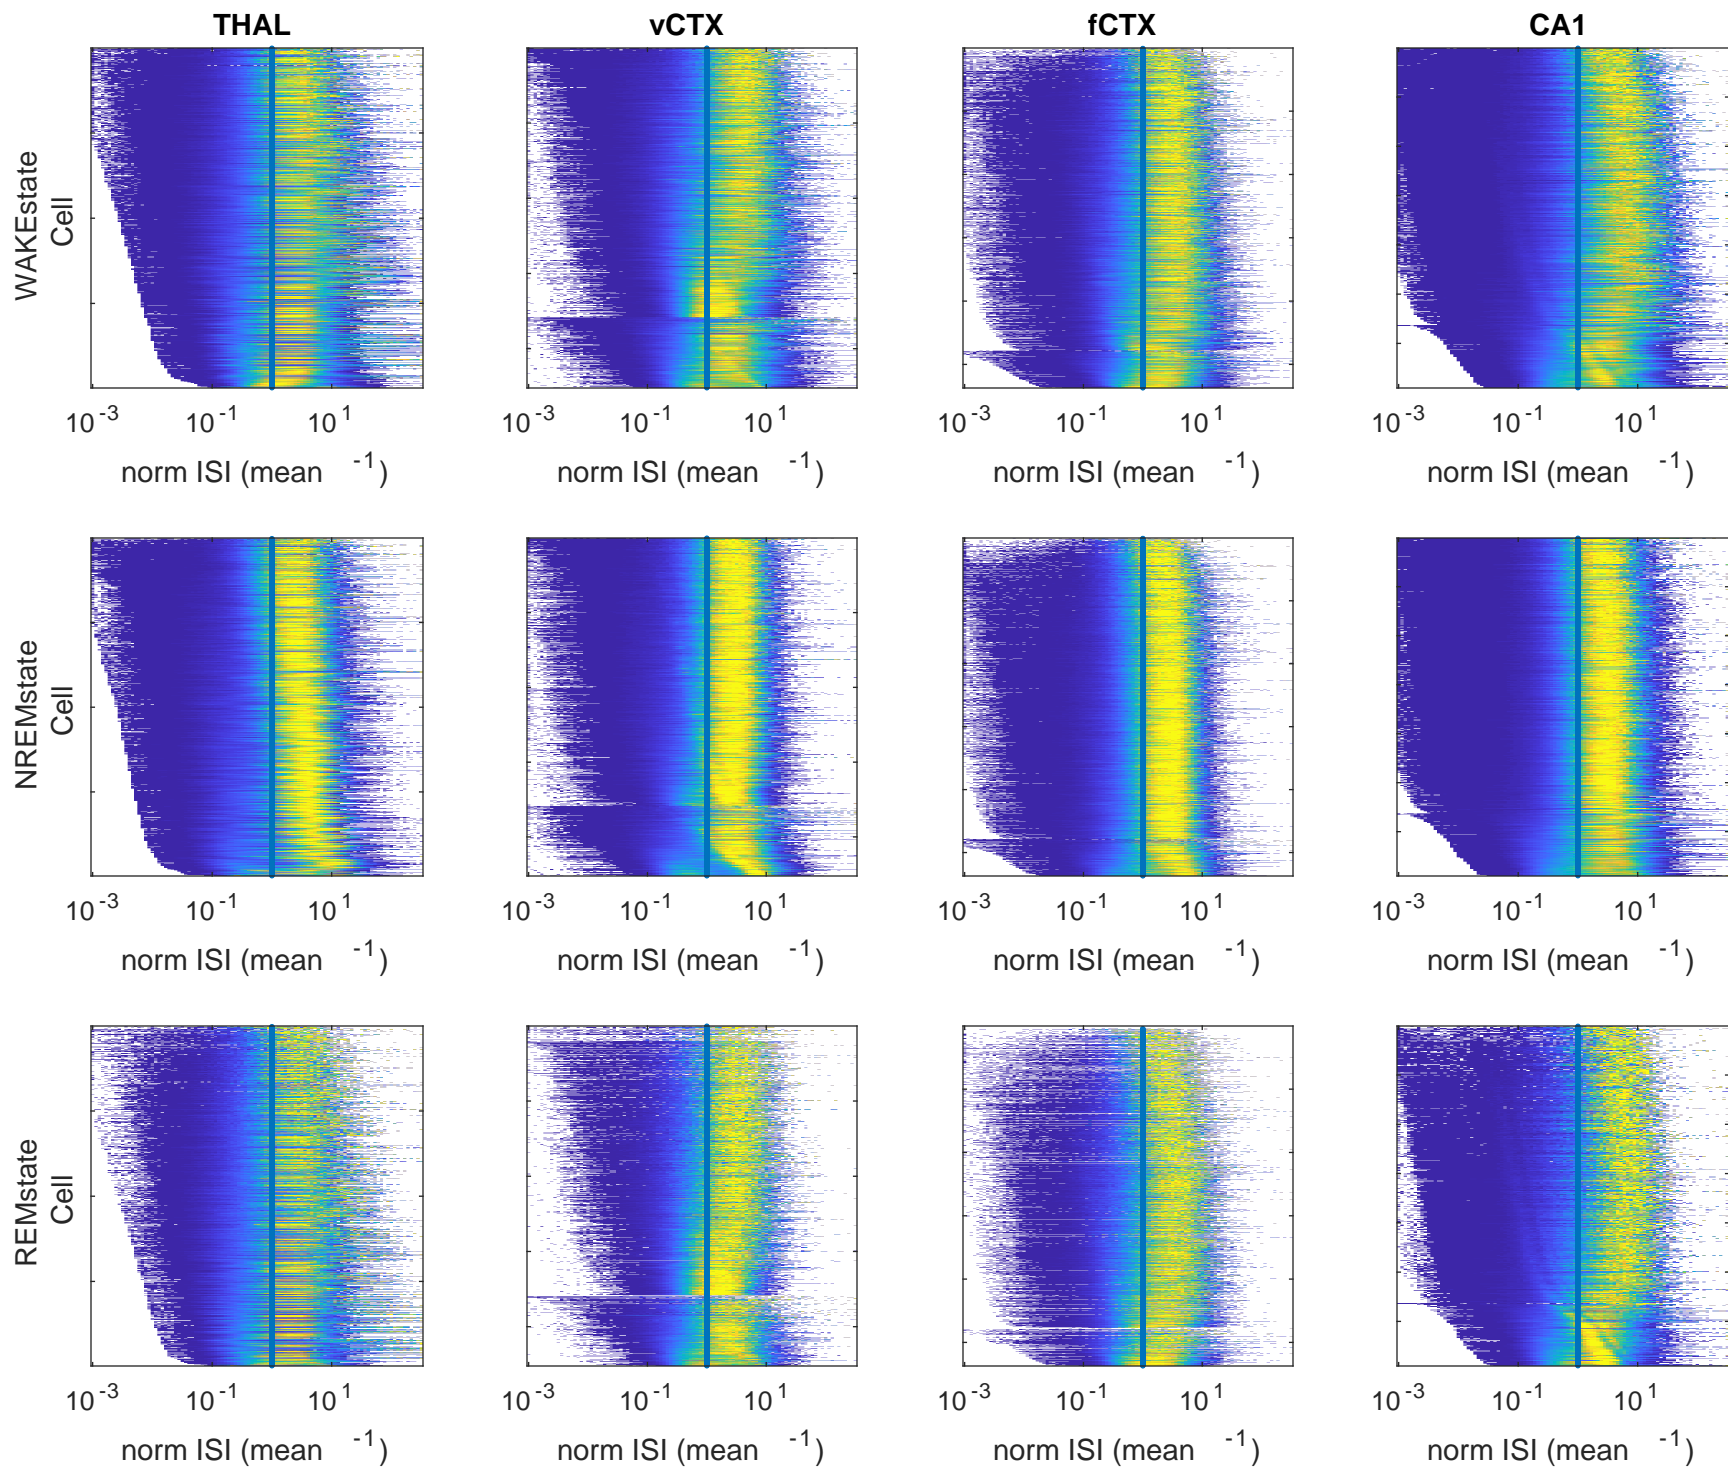 THAL vCTX fCTX CA1
WAKEstate
Cell
10^-3 10^-1 10^1 10^-3 10^-1 10^1 10^-3 10^-1 10^1 10^-3 10^-1 10^1
norm ISI (mean ^-1) norm ISI (mean ^-1) norm ISI (mean ^-1) norm ISI (mean ^-1)
NREMstate
Cell
10^-3 10^-1 10^1 10^-3 10^-1 10^1 10^-3 10^-1 10^1 10^-3 10^-1 10^1
norm ISI (mean ^-1) norm ISI (mean ^-1) norm ISI (mean ^-1) norm ISI (mean ^-1)
REMstate
Cell
10^-3 10^-1 10^1 10^-3 10^-1 10^1 10^-3 10^-1 10^1 10^-3 10^-1 10^1
norm ISI (mean ^-1) norm ISI (mean ^-1) norm ISI (mean ^-1) norm ISI (mean ^-1)